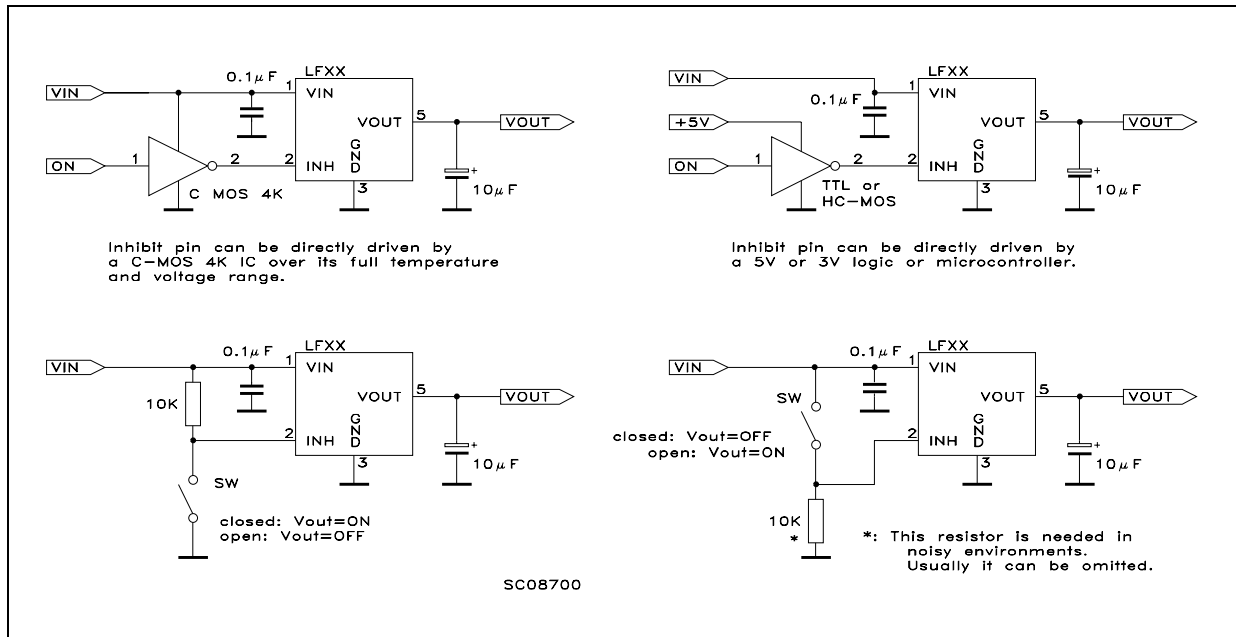 LFXX
0.1μF
VIN
1
VIN
VOUT
5
VOUT
ON
1
2
2
INH
GND
3
+
10μF
C MOS 4K
Inhibit pin can be directly driven by
a C-MOS 4K IC over its full temperature
and voltage range.
LFXX
VIN
1
VIN
0.1μF
+5V
VOUT
5
VOUT
ON
1
2
2
INH
GND
3
+
10μF
TTL or
HC-MOS
Inhibit pin can be directly driven by
a 5V or 3V logic or microcontroller.
LFXX
0.1μF
VIN
1
VIN
10K
VOUT
5
VOUT
2
INH
GND
3
+
10μF
SW
closed: Vout=ON
open: Vout=OFF
LFXX
0.1μF
VIN
1
VIN
SW
VOUT
5
VOUT
closed: Vout=OFF
open: Vout=ON
2
INH
GND
3
+
10μF
10K
*
*: This resistor is needed in
noisy environments.
Usually it can be omitted.
SC08700